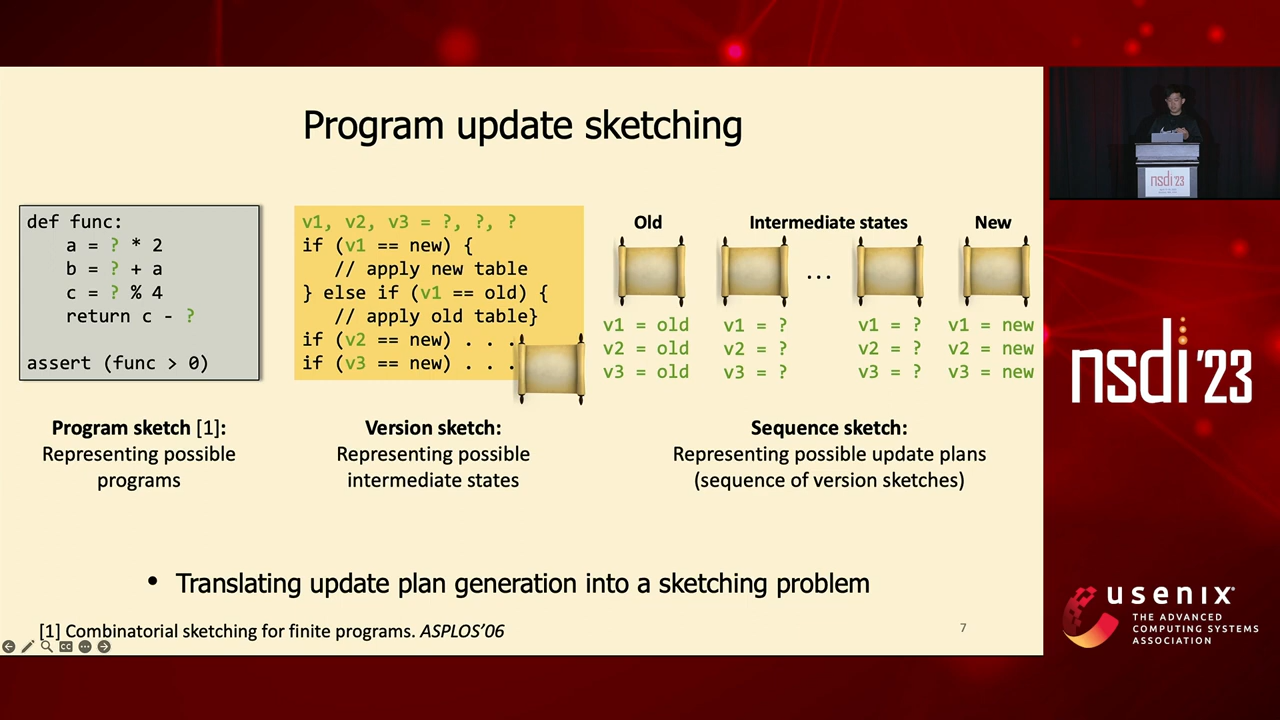 Program update sketching
def func:
a = ? * 2
b = ? + a
c = ? % 4
return c - ?
assert (func > 0)
Program sketch [1]:
Representing possible
programs
v1, v2, v3 = ?, ?, ?
if (v1 == new) {
// apply new table
} else if (v1 == old) {
// apply old table}
if (v2 == new) . . .
if (v3 == new) . . .
Version sketch:
Representing possible
intermediate states
Old
Intermediate states
New
...
v1 = old
v2 = old
v3 = old
v1 = ?
v2 = ?
v3 = ?
v1 = ?
v2 = ?
v3 = ?
v1 = new
v2 = new
v3 = new
Sequence sketch:
Representing possible update plans
(sequence of version sketches)
• Translating update plan generation into a sketching problem
[1] Combinatorial sketching for finite programs. ASPLOS'06
7
nsdi '23
nsdi '23
usenix®
THE ADVANCED
COMPUTING SYSTEMS
ASSOCIATION